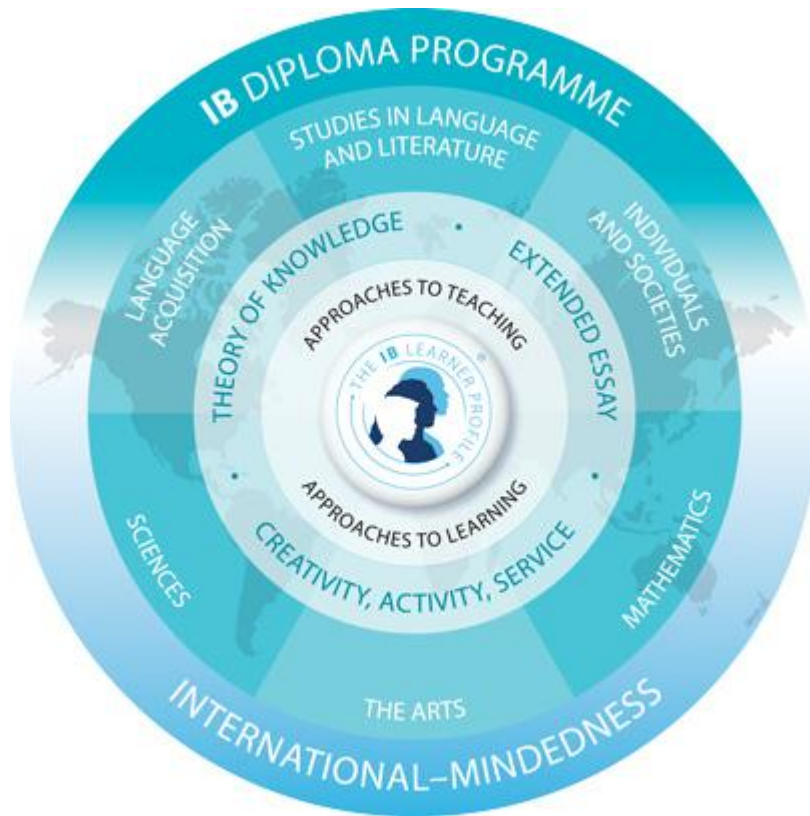 IB DIPLOMA PROGRAMME
STUDIES IN LANGUAGE
AND LITERATURE
LANGUAGE
ACQUISITION
INDIVIDUALS
AND SOCIETIES
THEORY OF KNOWLEDGE
·
EXTENDED ESSAY
APPROACHES TO TEACHING
THE IB LEARNER PROFILE
®
APPROACHES TO LEARNING
·
CREATIVITY, ACTIVITY, SERVICE
·
SCIENCES
MATHEMATICS
THE ARTS
INTERNATIONAL–MINDEDNESS